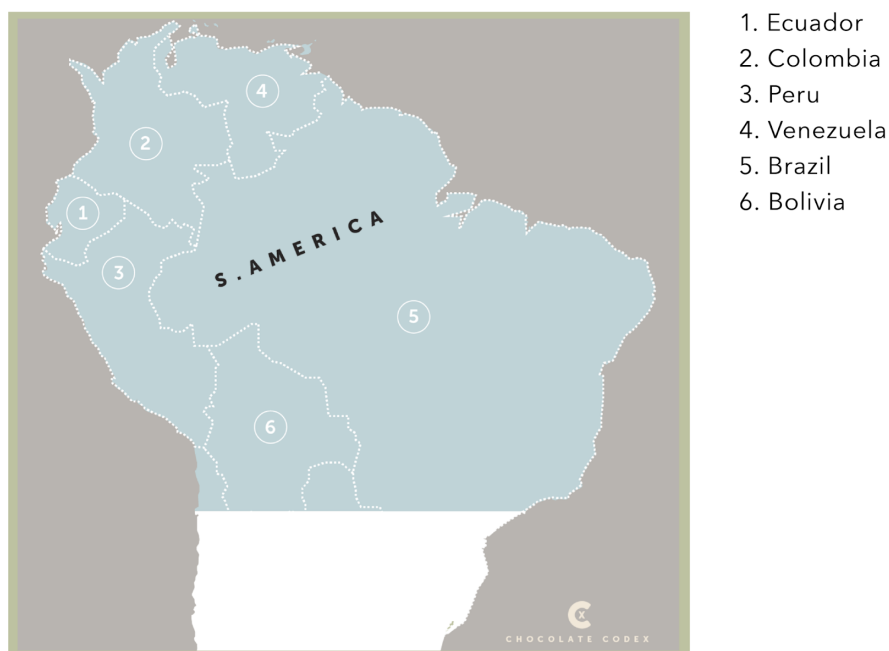 1. Ecuador
2. Colombia
3. Peru
4. Venezuela
5. Brazil
6. Bolivia
4
2
1
S. AMERICA
3
5
6
C
X
CHOCOLATE CODEX